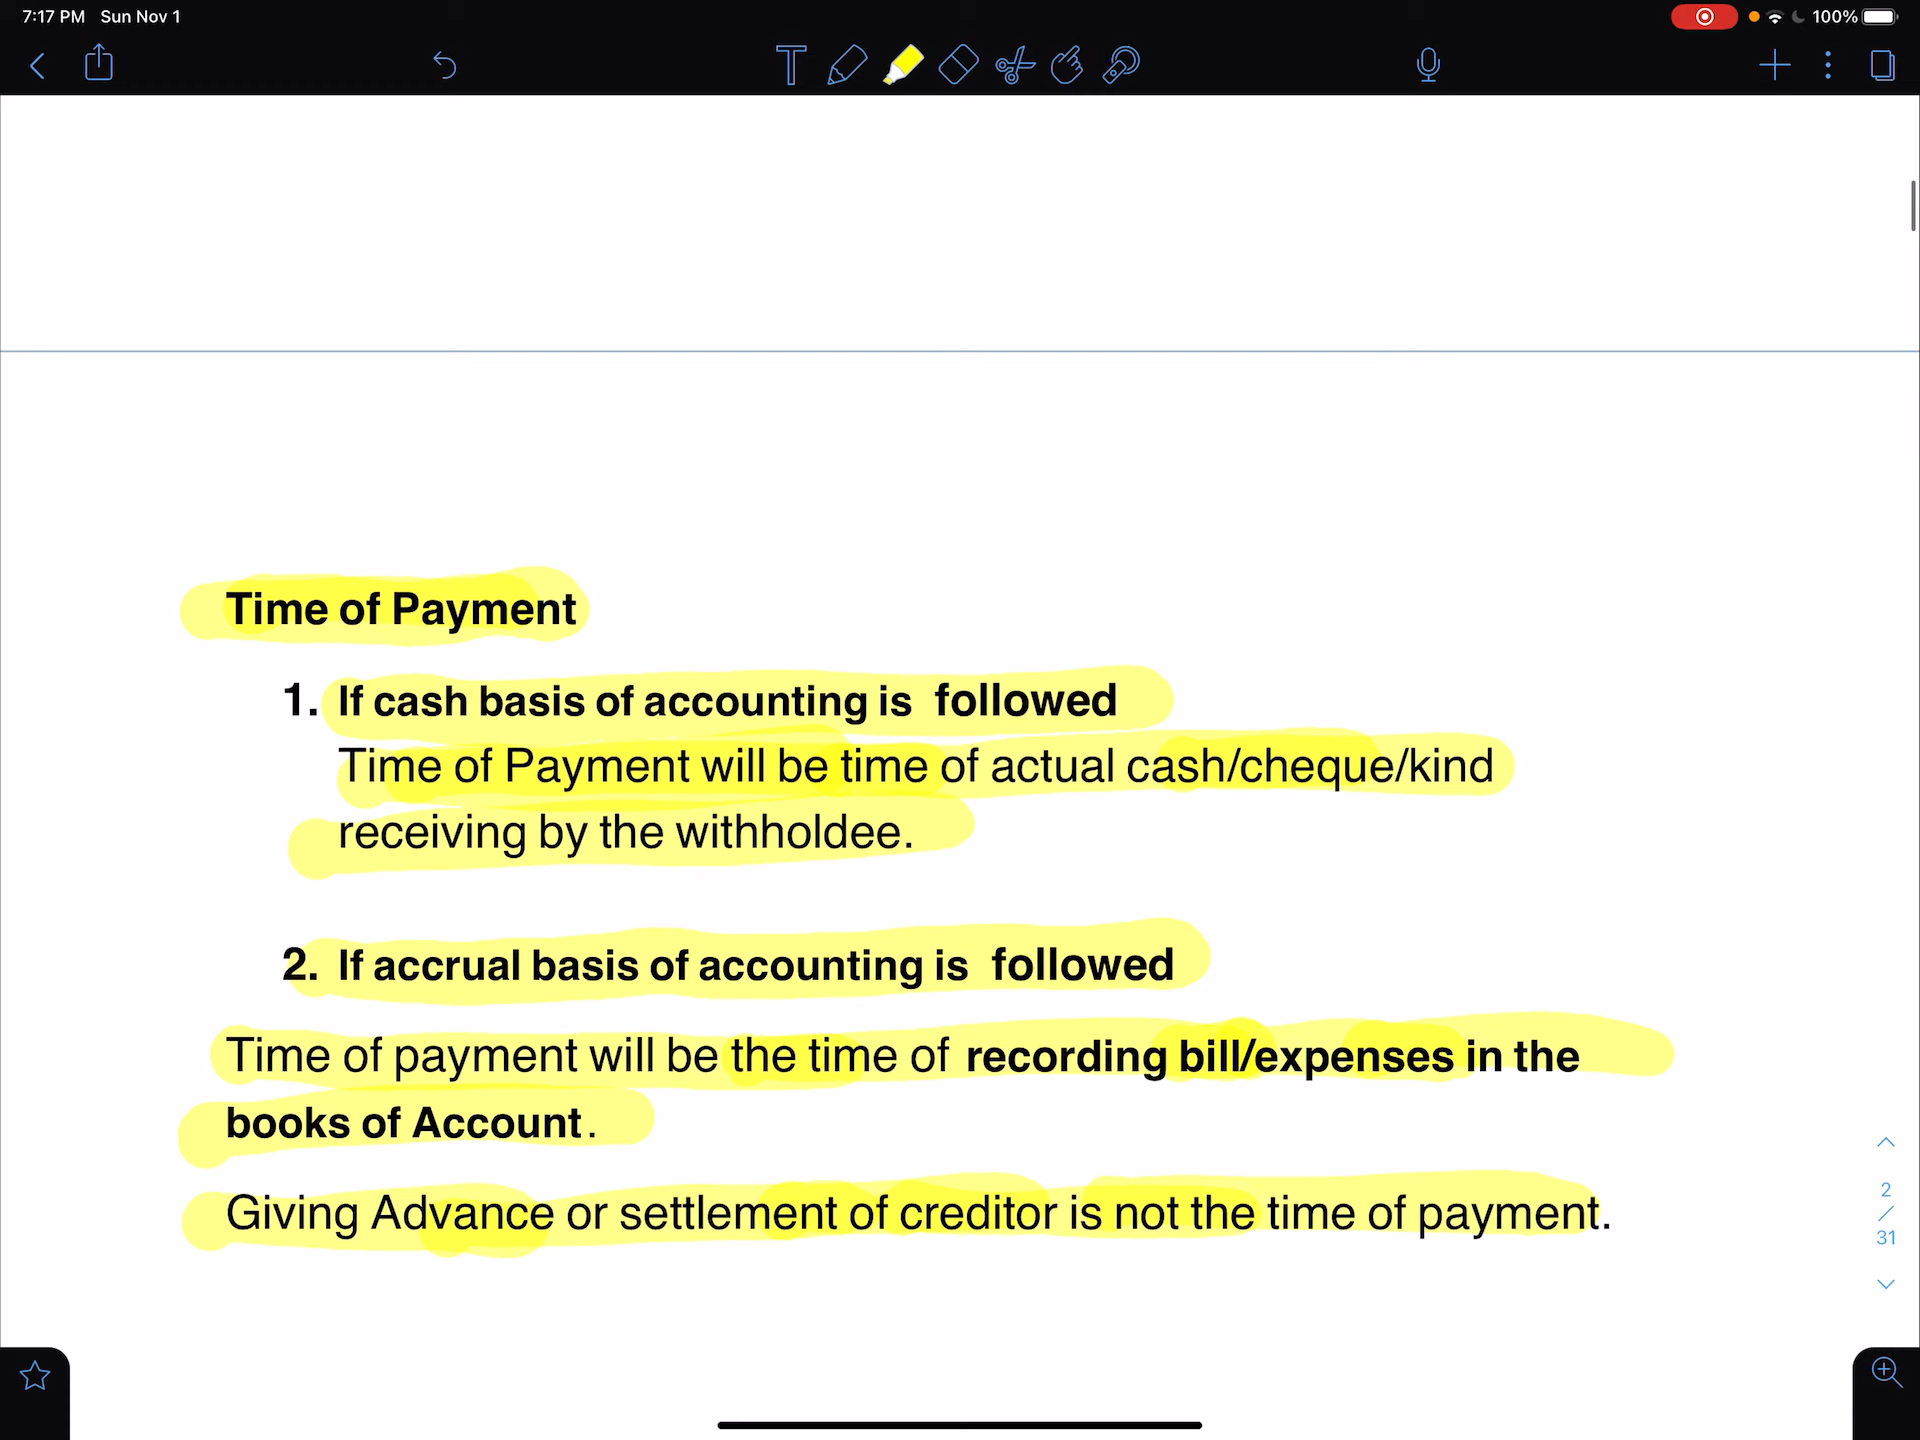 7:17 PM Sun Nov 1
100%
Time of Payment
1. If cash basis of accounting is followed
Time of Payment will be time of actual cash/cheque/kind
receiving by the withholdee.
2. If accrual basis of accounting is followed
Time of payment will be the time of recording bill/expenses in the
books of Account.
Giving Advance or settlement of creditor is not the time of payment.
2
/
31